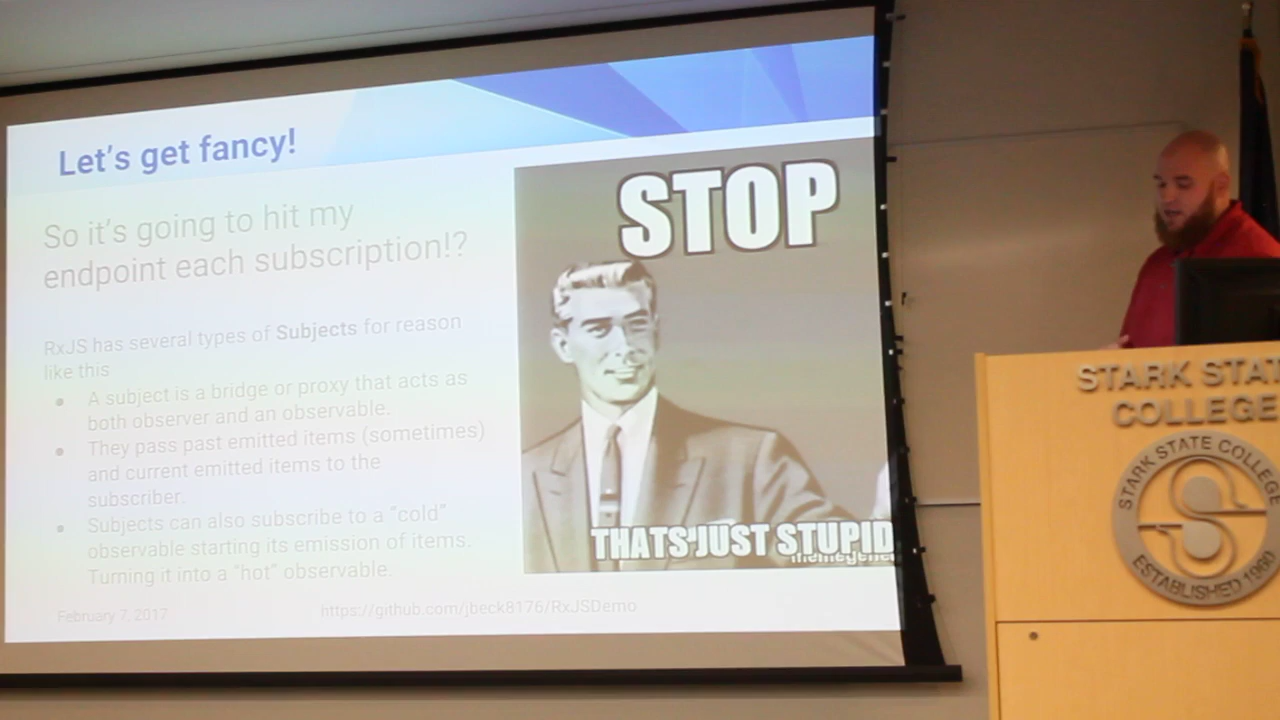 Let's get fancy!
So it's going to hit my
endpoint each subscription!?
RxJS has several types of Subjects for reason
like this
• A subject is a bridge or proxy that acts as
both observer and an observable.
• They pass past emitted items (sometimes)
and current emitted items to the
subscriber.
• Subjects can also subscribe to a “cold”
observable starting its emission of items.
Turning it into a “hot” observable.
February 7, 2017
https://github.com/jbeck8176/RxJSDemo
STOP
THATS JUST STUPID
STARK STAT
COLLEGE
STARK STATE COLLEGE
ESTABLISHED 1960